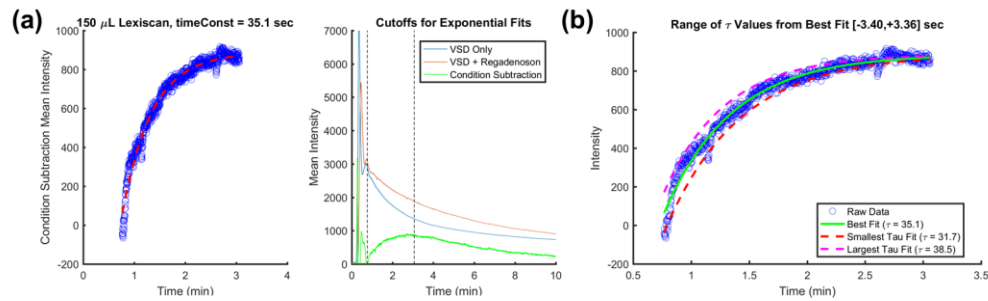 (a)
150 µL Lexiscan, timeConst = 35.1 sec
Condition Subtraction Mean Intensity
1000
800
600
400
200
0
-200
0
1
2
3
4
Time (min)
Cutoffs for Exponential Fits
Mean Intensity
7000
6000
5000
4000
3000
2000
1000
0
0
2
4
6
8
10
Time (min)
VSD Only
VSD + Regadenoson
Condition Subtraction
(b)
Range of τ Values from Best Fit [-3.40,+3.36] sec
Intensity
1000
800
600
400
200
0
-200
0.5
1
1.5
2
2.5
3
3.5
Time (min)
Raw Data
Best Fit (τ = 35.1)
Smallest Tau Fit (τ = 31.7)
Largest Tau Fit (τ = 38.5)